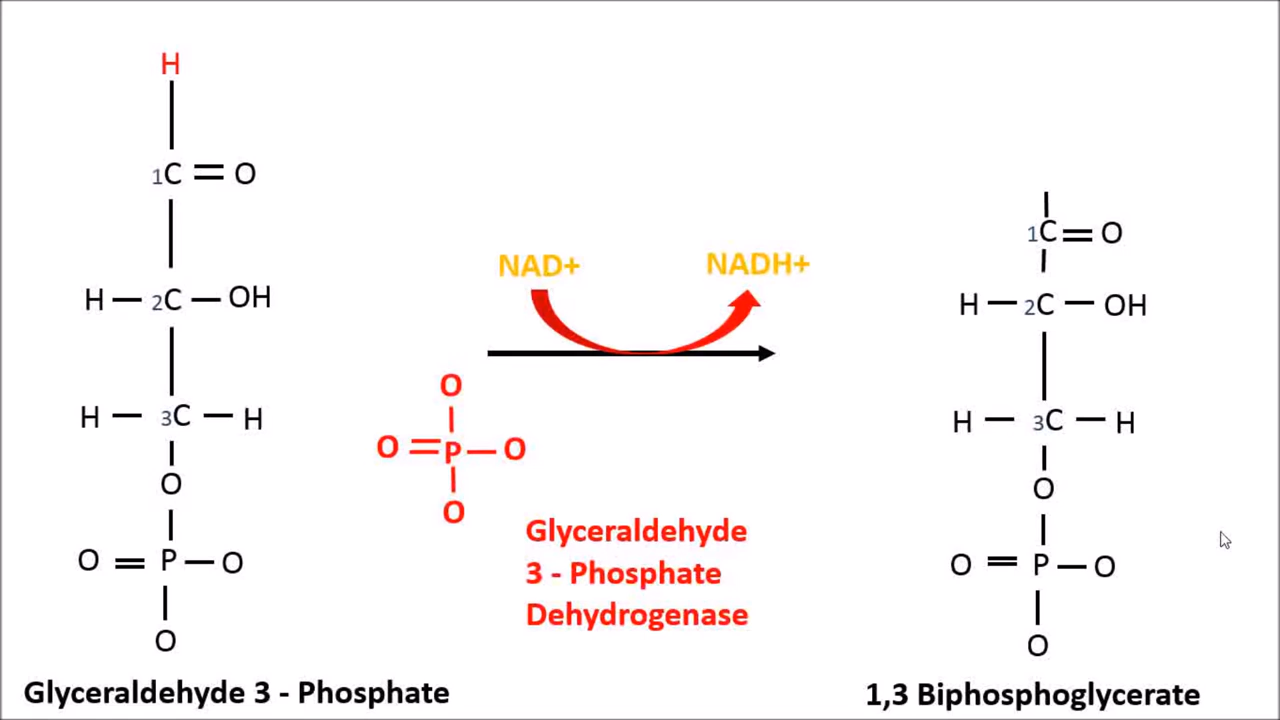 H
1C = O
H – 2C – OH
H – 3C – H
O
O = P – O
O
Glyceraldehyde 3 - Phosphate
NAD+ NADH+
O
O = P – O
O
Glyceraldehyde
3 - Phosphate
Dehydrogenase
1C = O
H – 2C – OH
H – 3C – H
O
O = P – O
O
1,3 Biphosphoglycerate